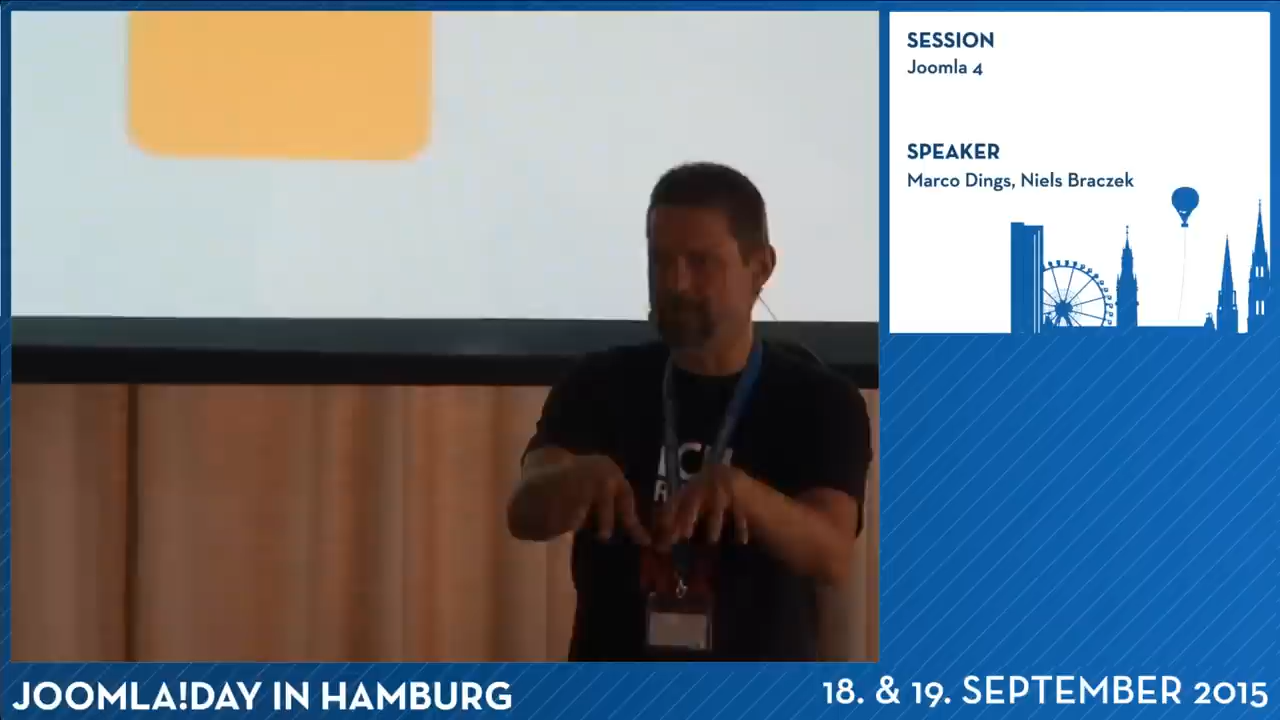 SESSION
Joomla 4
SPEAKER
Marco Dings, Niels Braczek
JOOMLA!DAY IN HAMBURG
18. & 19. SEPTEMBER 2015